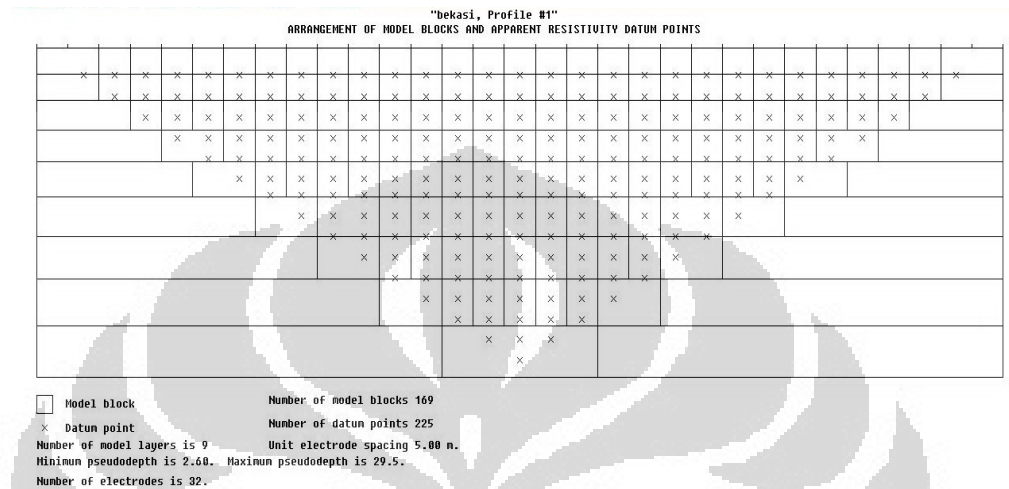 "bekasi, Profile #1"
ARRANGEMENT OF MODEL BLOCKS AND APPARENT RESISTIVITY DATUM POINTS
Model block
Number of model blocks 169
× Datum point
Number of datum points 225
Number of model layers is 9
Unit electrode spacing 5.00 m.
Minimum pseudodepth is 2.60. Maximum pseudodepth is 29.5.
Number of electrodes is 32.